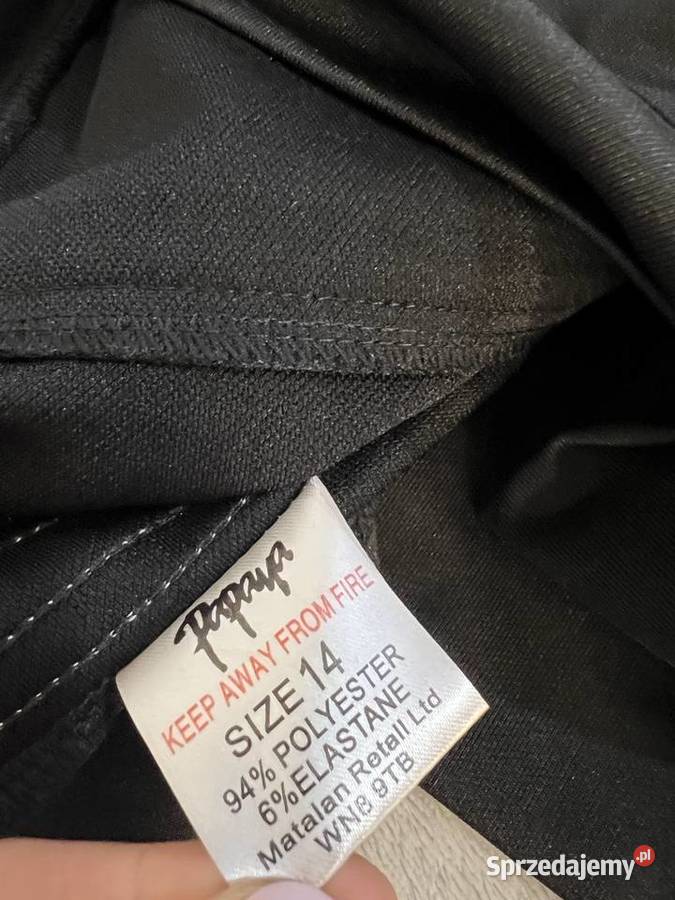 Papaya
KEEP AWAY FROM FIRE
SIZE 14
94% POLYESTER
6% ELASTANE
Matalan Retail Ltd
WN8 9TB
Sprzedajemy.pl